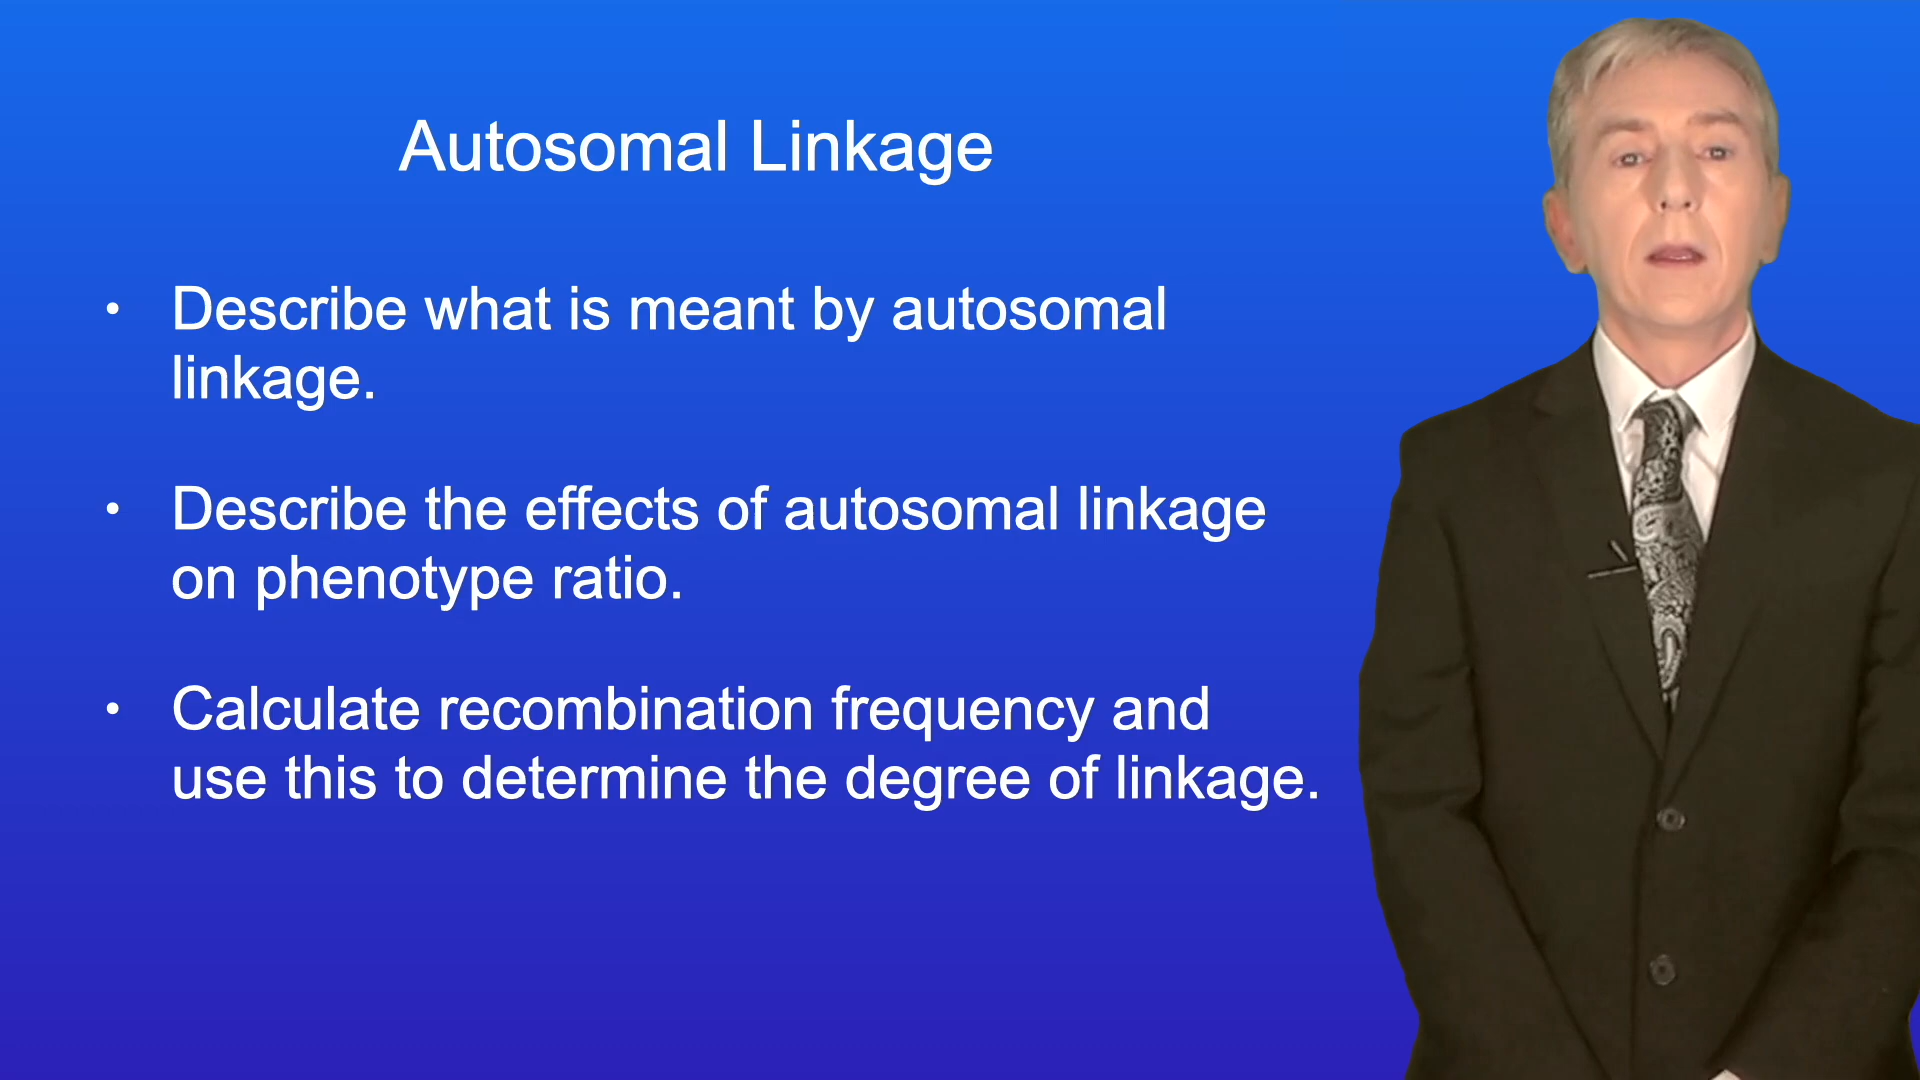 Autosomal Linkage
• Describe what is meant by autosomal
linkage.
• Describe the effects of autosomal linkage
on phenotype ratio.
• Calculate recombination frequency and
use this to determine the degree of linkage.